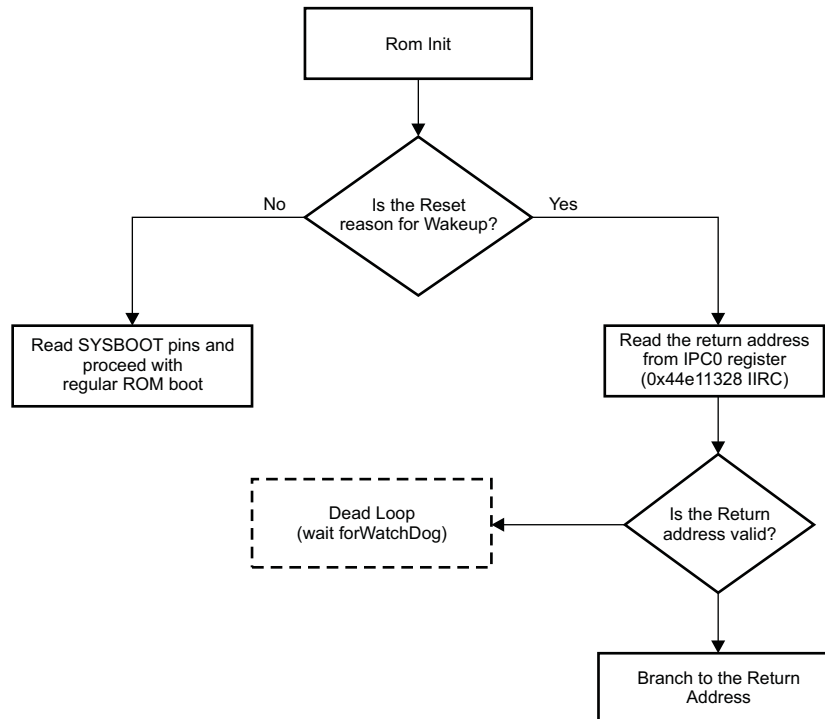 Rom Init
Is the Reset
reason for Wakeup?
No
Yes
Read SYSBOOT pins and
proceed with
regular ROM boot
Read the return address
from IPC0 register
(0x44e11328 IIRC)
Dead Loop
(wait forWatchDog)
Is the Return
address valid?
Branch to the Return
Address